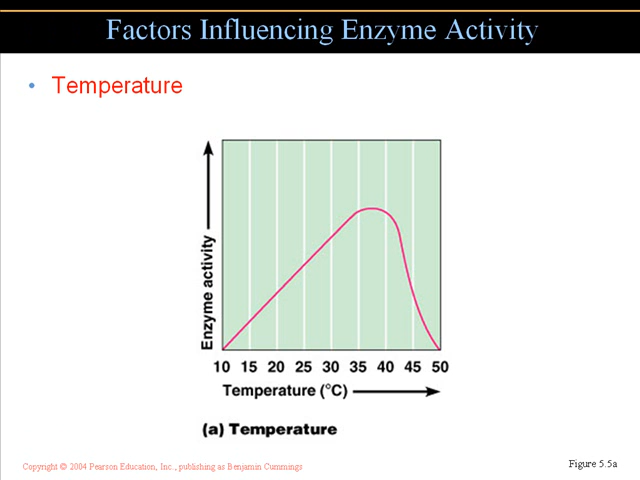 Factors Influencing Enzyme Activity
• Temperature
Enzyme activity
10 15 20 25 30 35 40 45 50
Temperature (°C)
(a) Temperature
Copyright © 2004 Pearson Education, Inc., publishing as Benjamin Cummings
Figure 5.5a